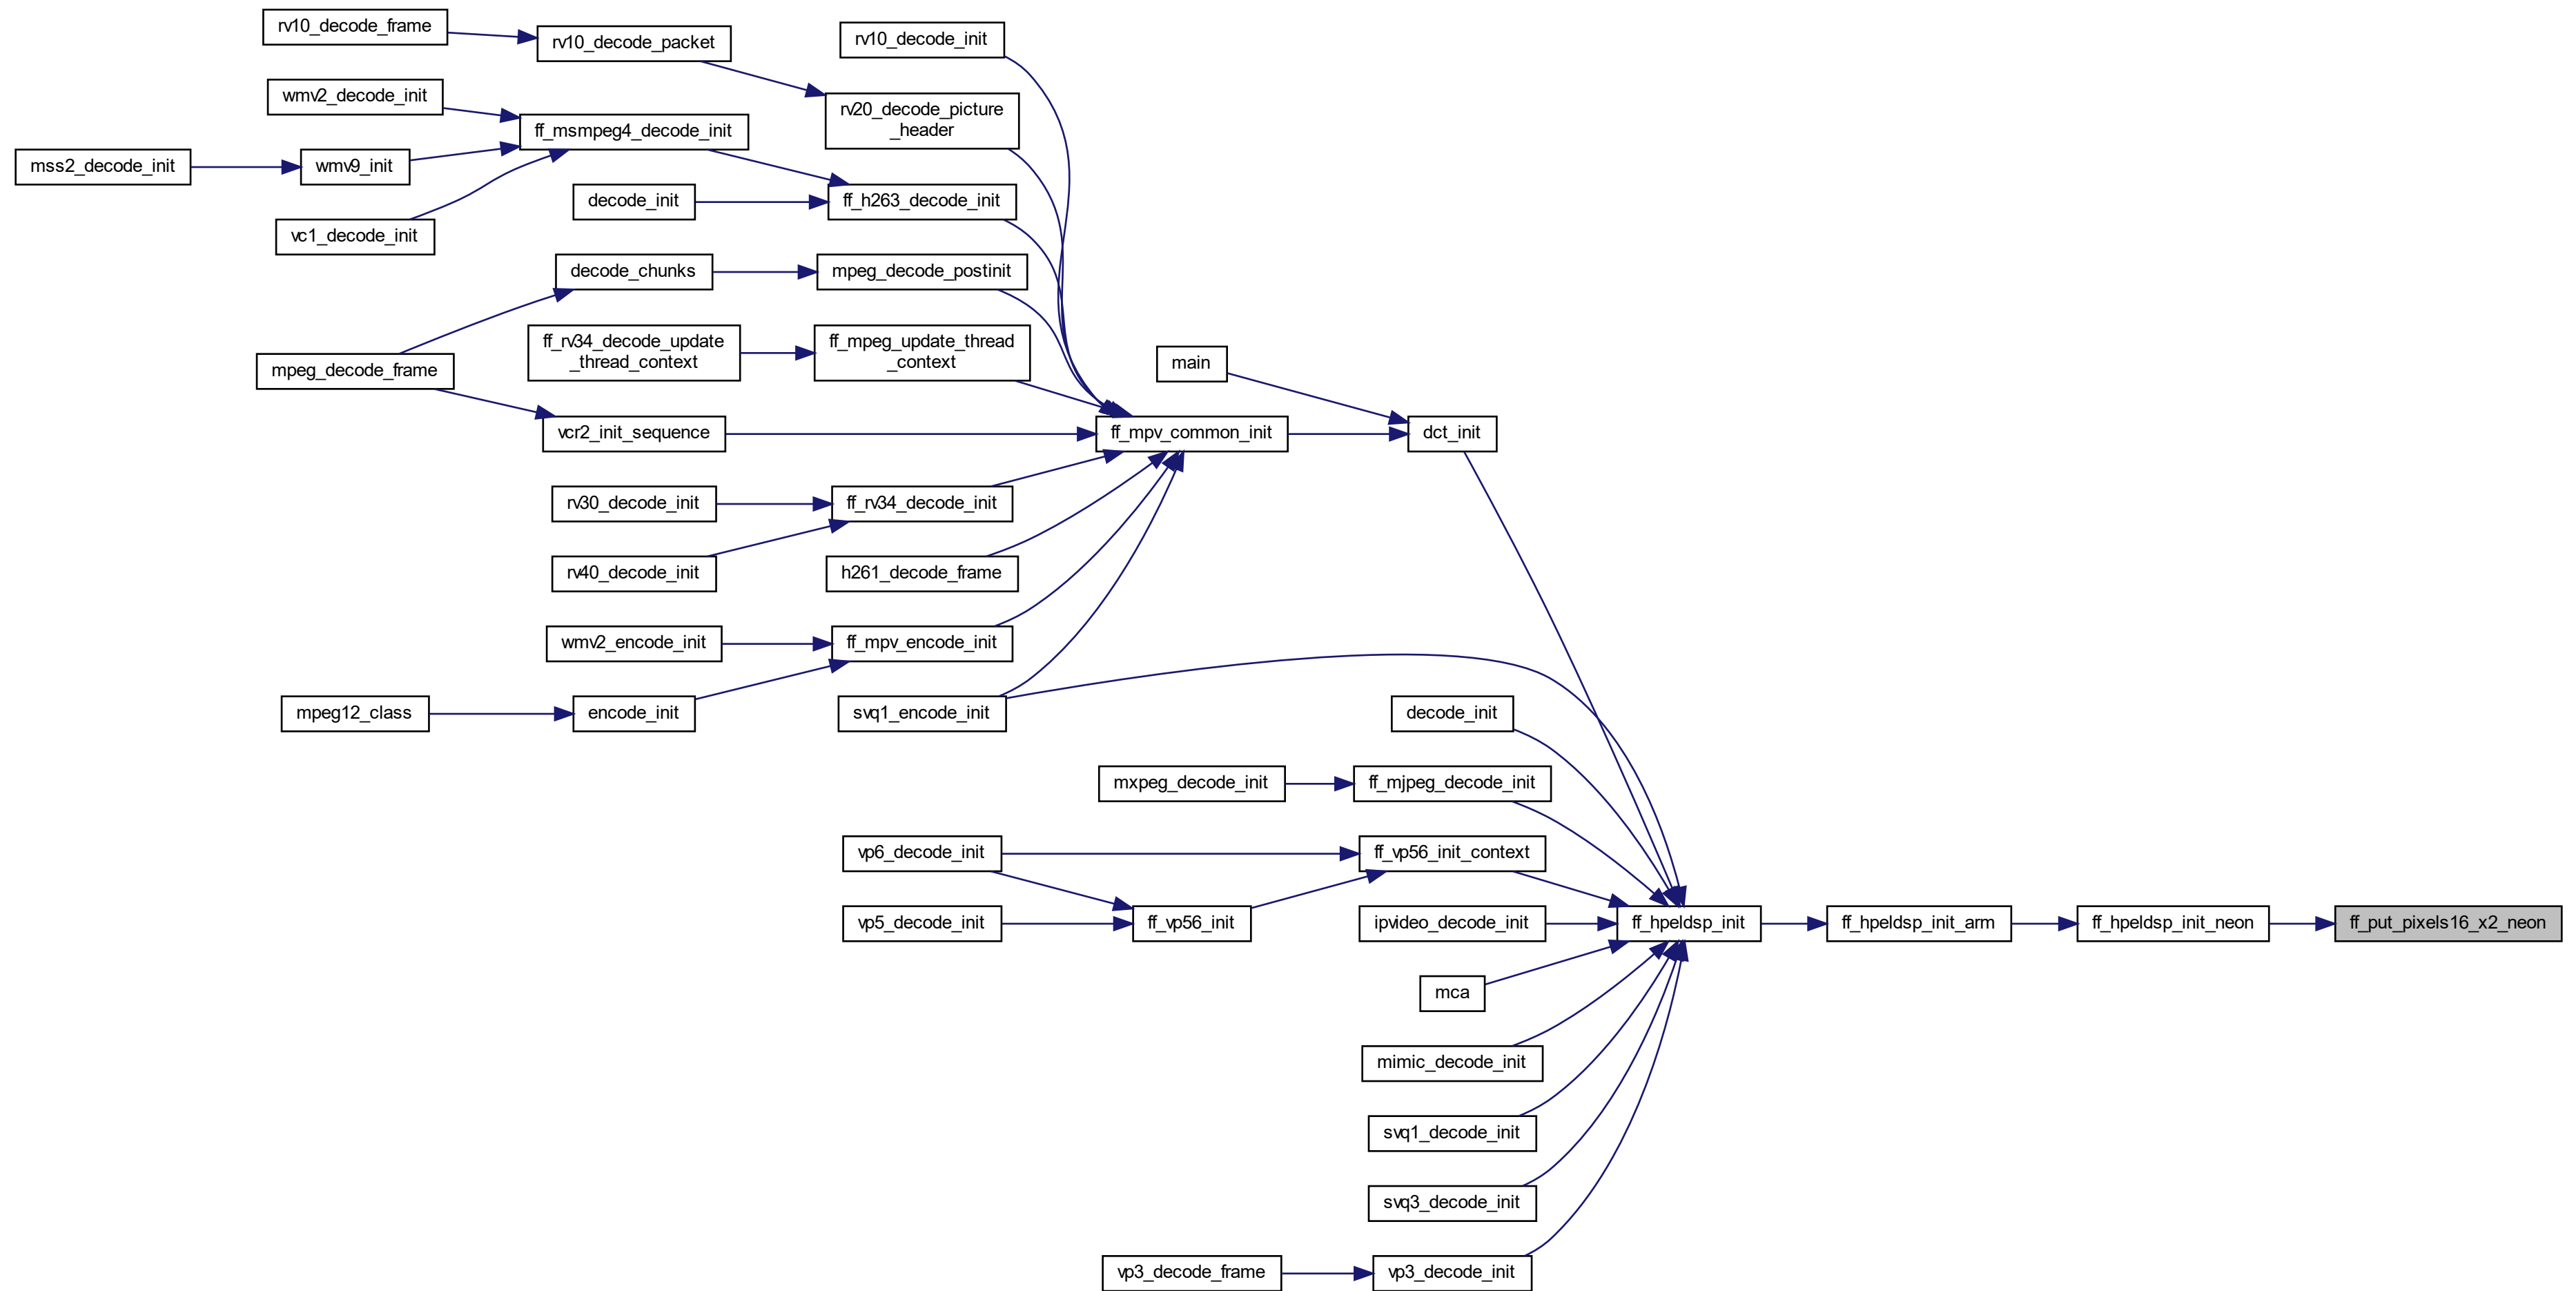 rv10_decode_frame
rv10_decode_packet
rv10_decode_init
wmv2_decode_init
rv20_decode_picture
_header
ff_msmpeg4_decode_init
mss2_decode_init
wmv9_init
decode_init
ff_h263_decode_init
vc1_decode_init
decode_chunks
mpeg_decode_postinit
ff_rv34_decode_update
_thread_context
ff_mpeg_update_thread
_context
main
mpeg_decode_frame
vcr2_init_sequence
ff_mpv_common_init
dct_init
rv30_decode_init
ff_rv34_decode_init
rv40_decode_init
h261_decode_frame
wmv2_encode_init
ff_mpv_encode_init
mpeg12_class
encode_init
svq1_encode_init
decode_init
mxpeg_decode_init
ff_mjpeg_decode_init
vp6_decode_init
ff_vp56_init_context
vp5_decode_init
ff_vp56_init
ipvideo_decode_init
ff_hpeldsp_init
ff_hpeldsp_init_arm
ff_hpeldsp_init_neon
ff_put_pixels16_x2_neon
mca
mimic_decode_init
svq1_decode_init
svq3_decode_init
vp3_decode_frame
vp3_decode_init